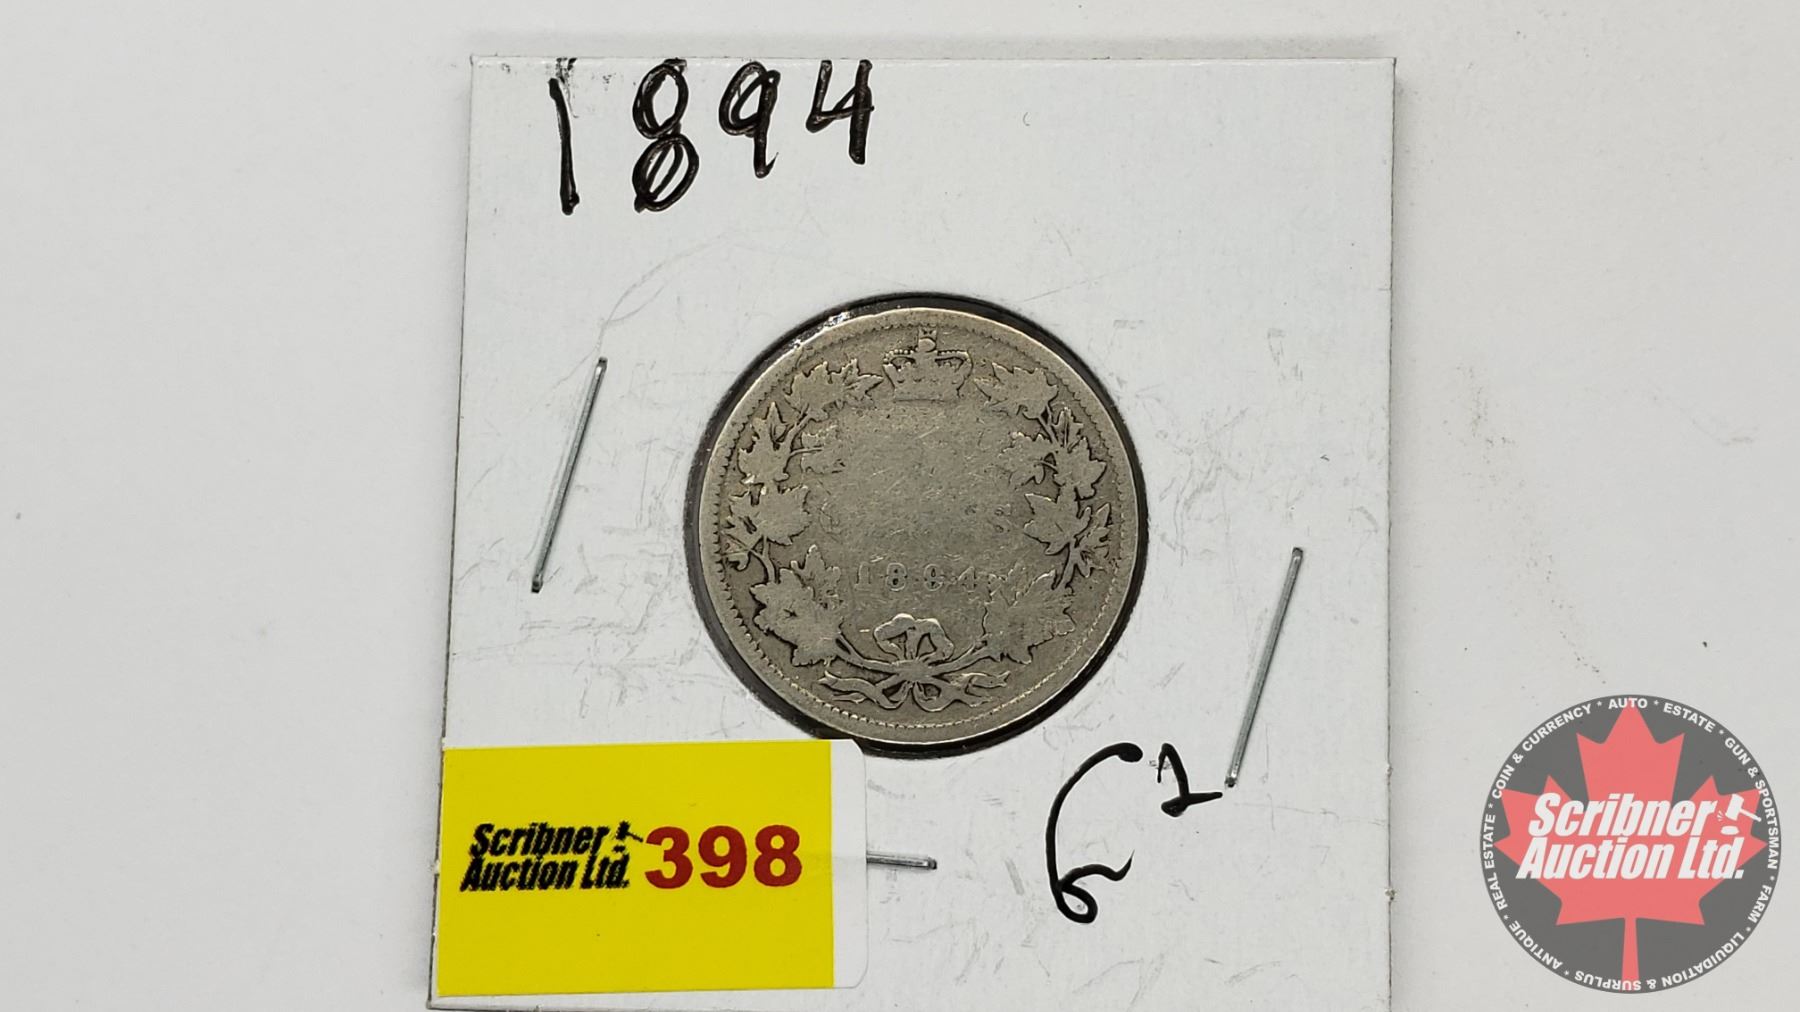 1894
1894
G²
Scribner
Auction Ltd.
398
REAL ESTATE * COIN & CURRENCY * AUTO * ESTATE * GUN & SPORTSMAN * FARM * LIQUIDATION & SURPLUS * ANTIQUE *
Scribner
Auction Ltd.